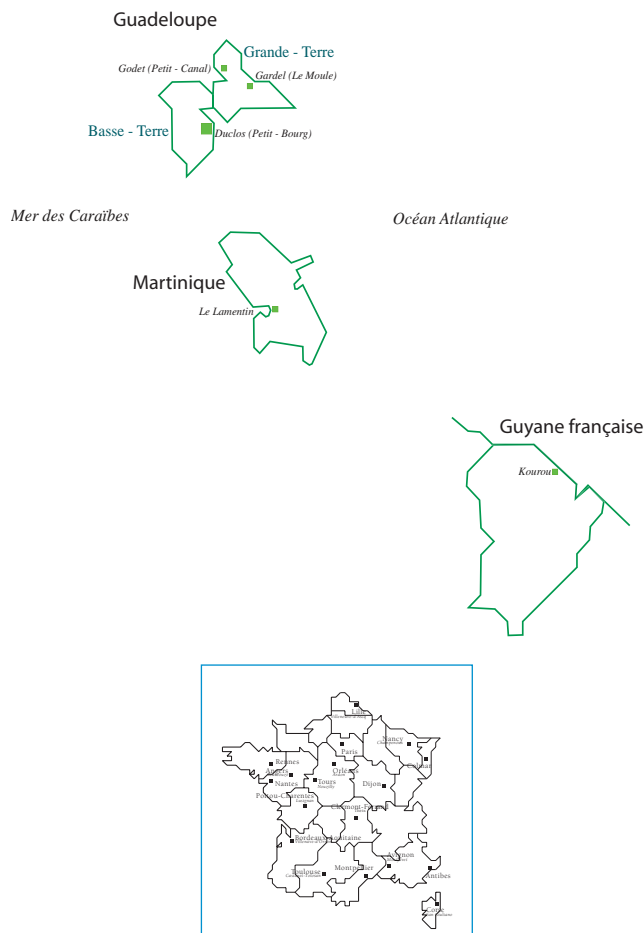 Guadeloupe
Grande - Terre
Godet (Petit - Canal)
Gardel (Le Moule)
Basse - Terre
Duclos (Petit - Bourg)
Mer des Caraïbes
Océan Atlantique
Martinique
Le Lamentin
Guyane française
Kourou
Lille
Nancy
Paris
Rennes
Colmar
Angers
Orléans
Nantes
Tours
Dijon
Poitou-Charentes
Lusignan
Clermont-Ferrand
Bordeaux-Aquitaine
Avignon
Toulouse
Montpellier
Antibes
Corse